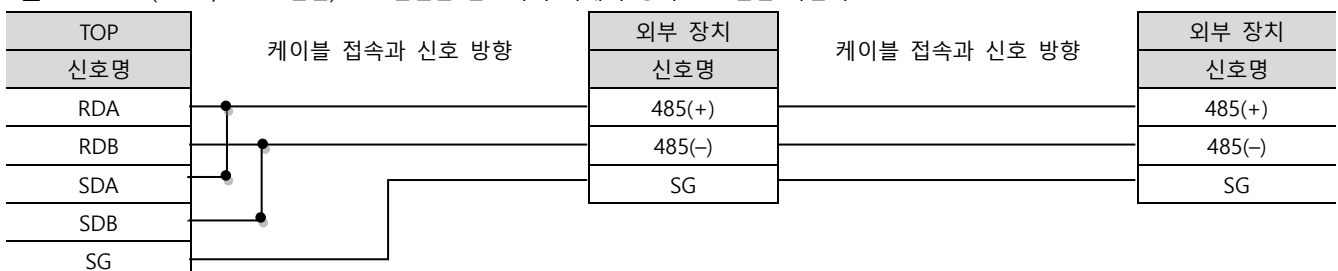 TOP 케이블 접속과 신호 방향 외부 장치 케이블 접속과 신호 방향 외부 장치
신호명 신호명 신호명
RDA 485(+) 485(+)
RDB 485(–) 485(–)
SDA SG SG
SDB
SG